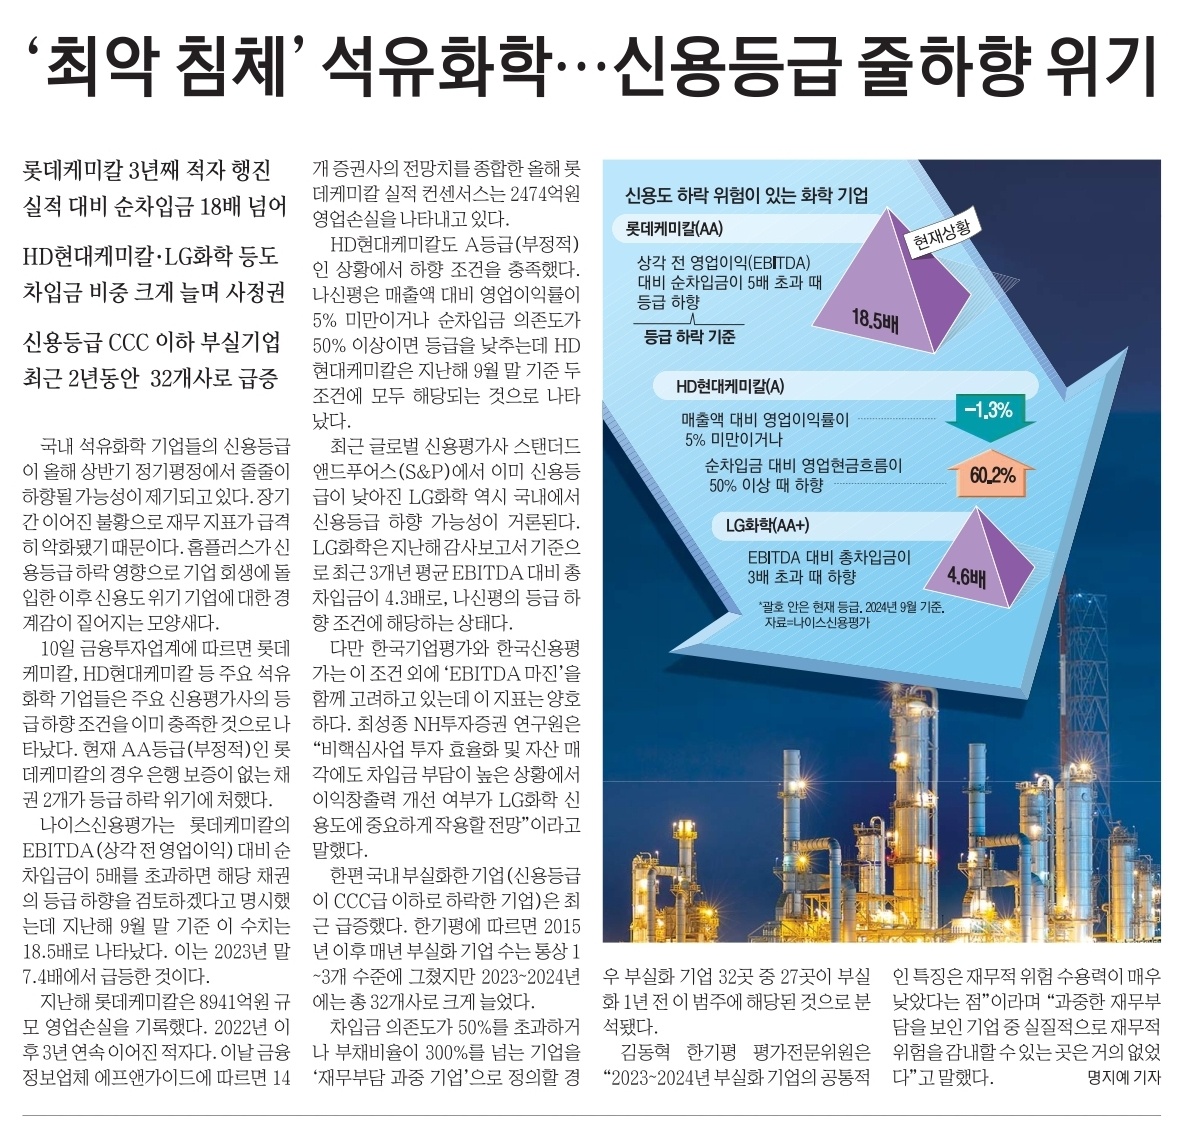 ‘최악 침체’ 석유화학…신용등급 줄하향 위기
롯데케미칼 3년째 적자 행진
실적 대비 순차입금 18배 넘어
HD현대케미칼·LG화학 등도
차입금 비중 크게 늘며 사정권
신용등급 CCC 이하 부실기업
최근 2년동안 32개사로 급증
국내 석유화학 기업들의 신용등급
이 올해 상반기 정기평정에서 줄줄이
하향될 가능성이 제기되고 있다. 장기
간 이어진 불황으로 재무 지표가 급격
히 악화됐기 때문이다. 홈플러스가 신
용등급 하락 영향으로 기업 회생에 돌
입한 이후 신용도 위기 기업에 대한 경
계감이 짙어지는 모양새다.
10일 금융투자업계에 따르면 롯데
케미칼, HD현대케미칼 등 주요 석유
화학 기업들은 주요 신용평가사의 등
급 하향 조건을 이미 충족한 것으로 나
타났다. 현재 AA등급(부정적)인 롯
데케미칼의 경우 은행 보증이 없는 채
권 2개가 등급 하락 위기에 처했다.
나이스신용평가는 롯데케미칼의
EBITDA(상각 전 영업이익) 대비 순
차입금이 5배를 초과하면 해당 채권
의 등급 하향을 검토하겠다고 명시했
는데 지난해 9월 말 기준 이 수치는
18.5배로 나타났다. 이는 2023년 말
7.4배에서 급등한 것이다.
지난해 롯데케미칼은 8941억원 규
모 영업손실을 기록했다. 2022년 이
후 3년 연속 이어진 적자다. 이날 금융
정보업체 에프앤가이드에 따르면 14
개 증권사의 전망치를 종합한 올해 롯
데케미칼 실적 컨센서스는 2474억원
영업손실을 나타내고 있다.
HD현대케미칼도 A등급(부정적)
인 상황에서 하향 조건을 충족했다.
나신평은 매출액 대비 영업이익률이
5% 미만이거나 순차입금 의존도가
50% 이상이면 등급을 낮추는데 HD
현대케미칼은 지난해 9월 말 기준 두
조건에 모두 해당되는 것으로 나타
났다.
최근 글로벌 신용평가사 스탠더드
앤드푸어스(S&P)에서 이미 신용등
급이 낮아진 LG화학 역시 국내에서
신용등급 하향 가능성이 거론된다.
LG화학은 지난해 감사보고서 기준으
로 최근 3개년 평균 EBITDA 대비 총
차입금이 4.3배로, 나신평의 등급 하
향 조건에 해당하는 상태다.
다만 한국기업평가와 한국신용평
가는 이 조건 외에 ‘EBITDA 마진’을
함께 고려하고 있는데 이 지표는 양호
하다. 최성종 NH투자증권 연구원은
“비핵심사업 투자 효율화 및 자산 매
각에도 차입금 부담이 높은 상황에서
이익창출력 개선 여부가 LG화학 신
용도에 중요하게 작용할 전망”이라고
말했다.
한편 국내 부실화한 기업(신용등급
이 CCC급 이하로 하락한 기업)은 최
근 급증했다. 한기평에 따르면 2015
년 이후 매년 부실화 기업 수는 통상 1
~3개 수준에 그쳤지만 2023~2024년
에는 총 32개사로 크게 늘었다.
차입금 의존도가 50%를 초과하거
나 부채비율이 300%를 넘는 기업을
‘재무부담 과중 기업’으로 정의할 경
신용도 하락 위험이 있는 화학 기업
롯데케미칼(AA)
현재상황
상각 전 영업이익(EBITDA)
대비 순차입금이 5배 초과 때
등급 하향
등급 하락 기준
18.5배
HD현대케미칼(A)
매출액 대비 영업이익률이
5% 미만이거나
-1.3%
순차입금 대비 영업현금흐름이
50% 이상 때 하향
60.2%
LG화학(AA+)
EBITDA 대비 총차입금이
3배 초과 때 하향
4.6배
*괄호 안은 현재 등급. 2024년 9월 기준.
자료=나이스신용평가
우 부실화 기업 32곳 중 27곳이 부실
화 1년 전 이 범주에 해당된 것으로 분
석됐다.
김동혁 한기평 평가전문위원은
“2023~2024년 부실화 기업의 공통적
인 특징은 재무적 위험 수용력이 매우
낮았다는 점”이라며 “과중한 재무부
담을 보인 기업 중 실질적으로 재무적
위험을 감내할 수 있는 곳은 거의 없었
다”고 말했다. 명지예 기자